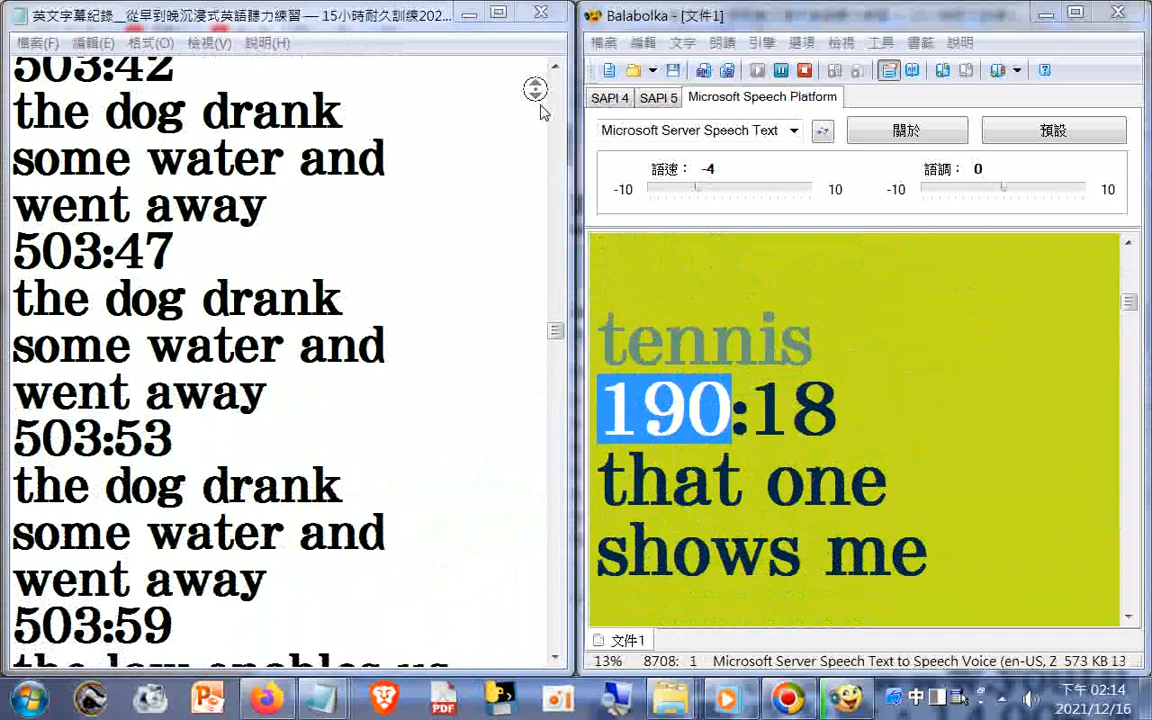 英文字幕紀錄__從早到晚沉浸式英語聽力練習 — 15小時耐久訓練202...
檔案(F) 編輯(E) 格式(O) 檢視(V) 說明(H)
503:42
the dog drank
some water and
went away
503:47
the dog drank
some water and
went away
503:53
the dog drank
some water and
went away
503:59
the low enables us
Balabolka - [文件1]
檔案 編輯 文字 朗讀 引擎 選項 檢視 工具 書籤 說明
SAPI 4 SAPI 5 Microsoft Speech Platform
Microsoft Server Speech Text 關於 預設
語速: -4 語調: 0
-10 10 -10 10
tennis
190:18
that one
shows me
文件1
13% 8708: 1 Microsoft Server Speech Text to Speech Voice (en-US, Z 573 KB 13
中 下午 02:14
2021/12/16